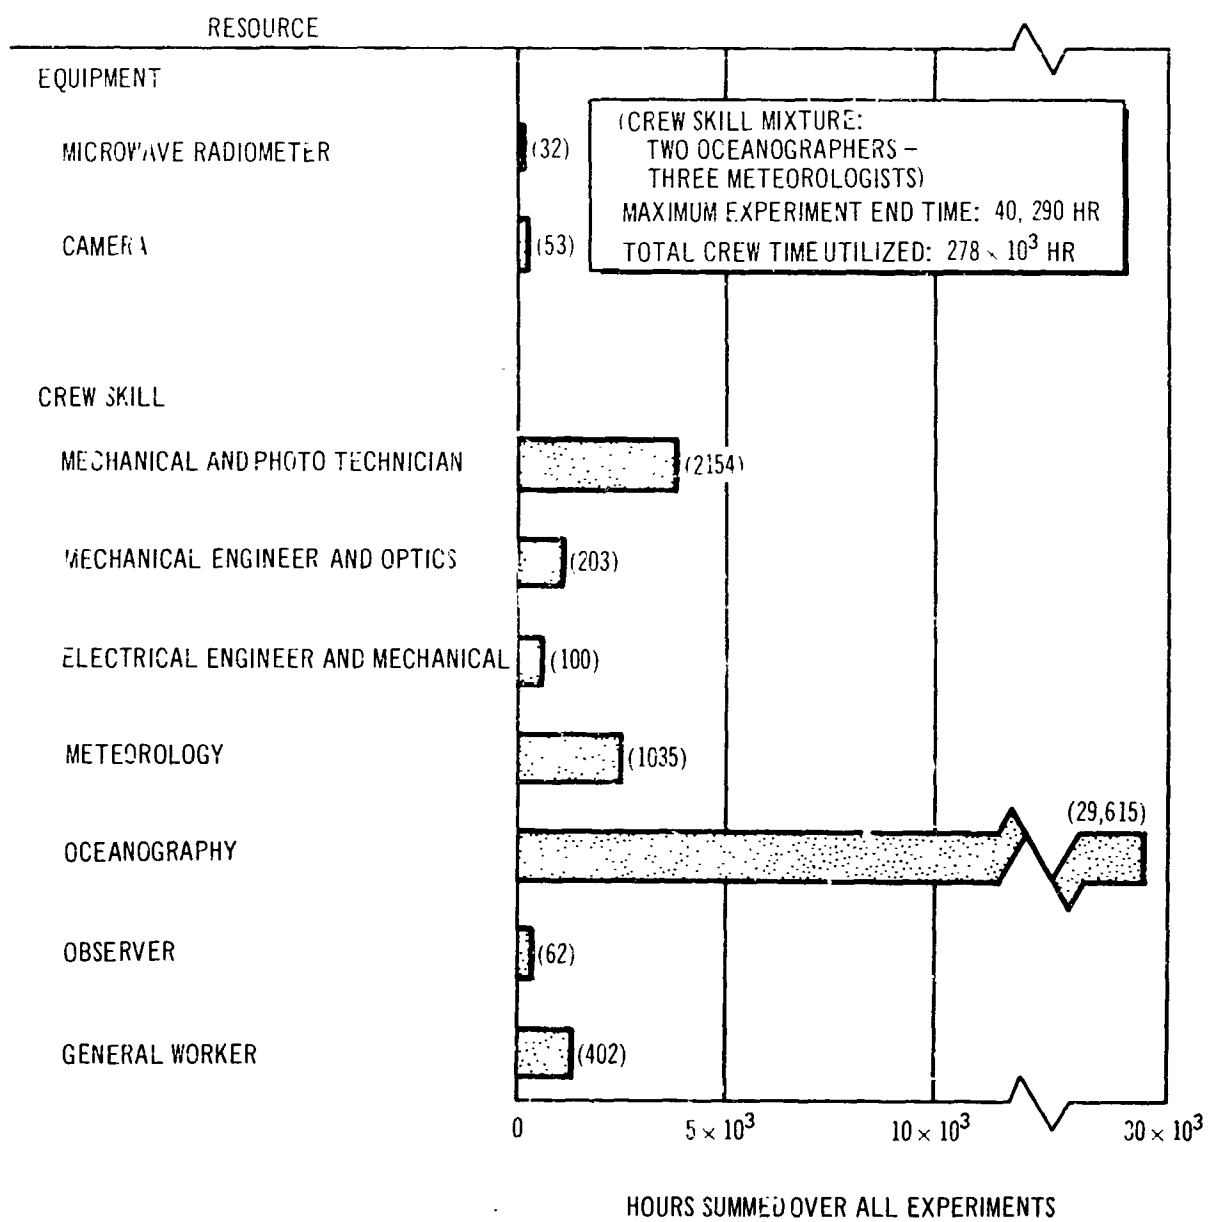 RESOURCE
EQUIPMENT
MICROWAVE RADIOMETER
(32)
CAMERA
(53)
(CREW SKILL MIXTURE:
TWO OCEANOGRAPHERS –
THREE METEOROLOGISTS)
MAXIMUM EXPERIMENT END TIME: 40, 290 HR
TOTAL CREW TIME UTILIZED: 278 × 10³ HR
CREW SKILL
MECHANICAL AND PHOTO TECHNICIAN
(2154)
MECHANICAL ENGINEER AND OPTICS
(203)
ELECTRICAL ENGINEER AND MECHANICAL
(100)
METEOROLOGY
(1035)
OCEANOGRAPHY
(29,615)
OBSERVER
(62)
GENERAL WORKER
(402)
0 5 × 10³ 10 × 10³ 30 × 10³
HOURS SUMMED OVER ALL EXPERIMENTS